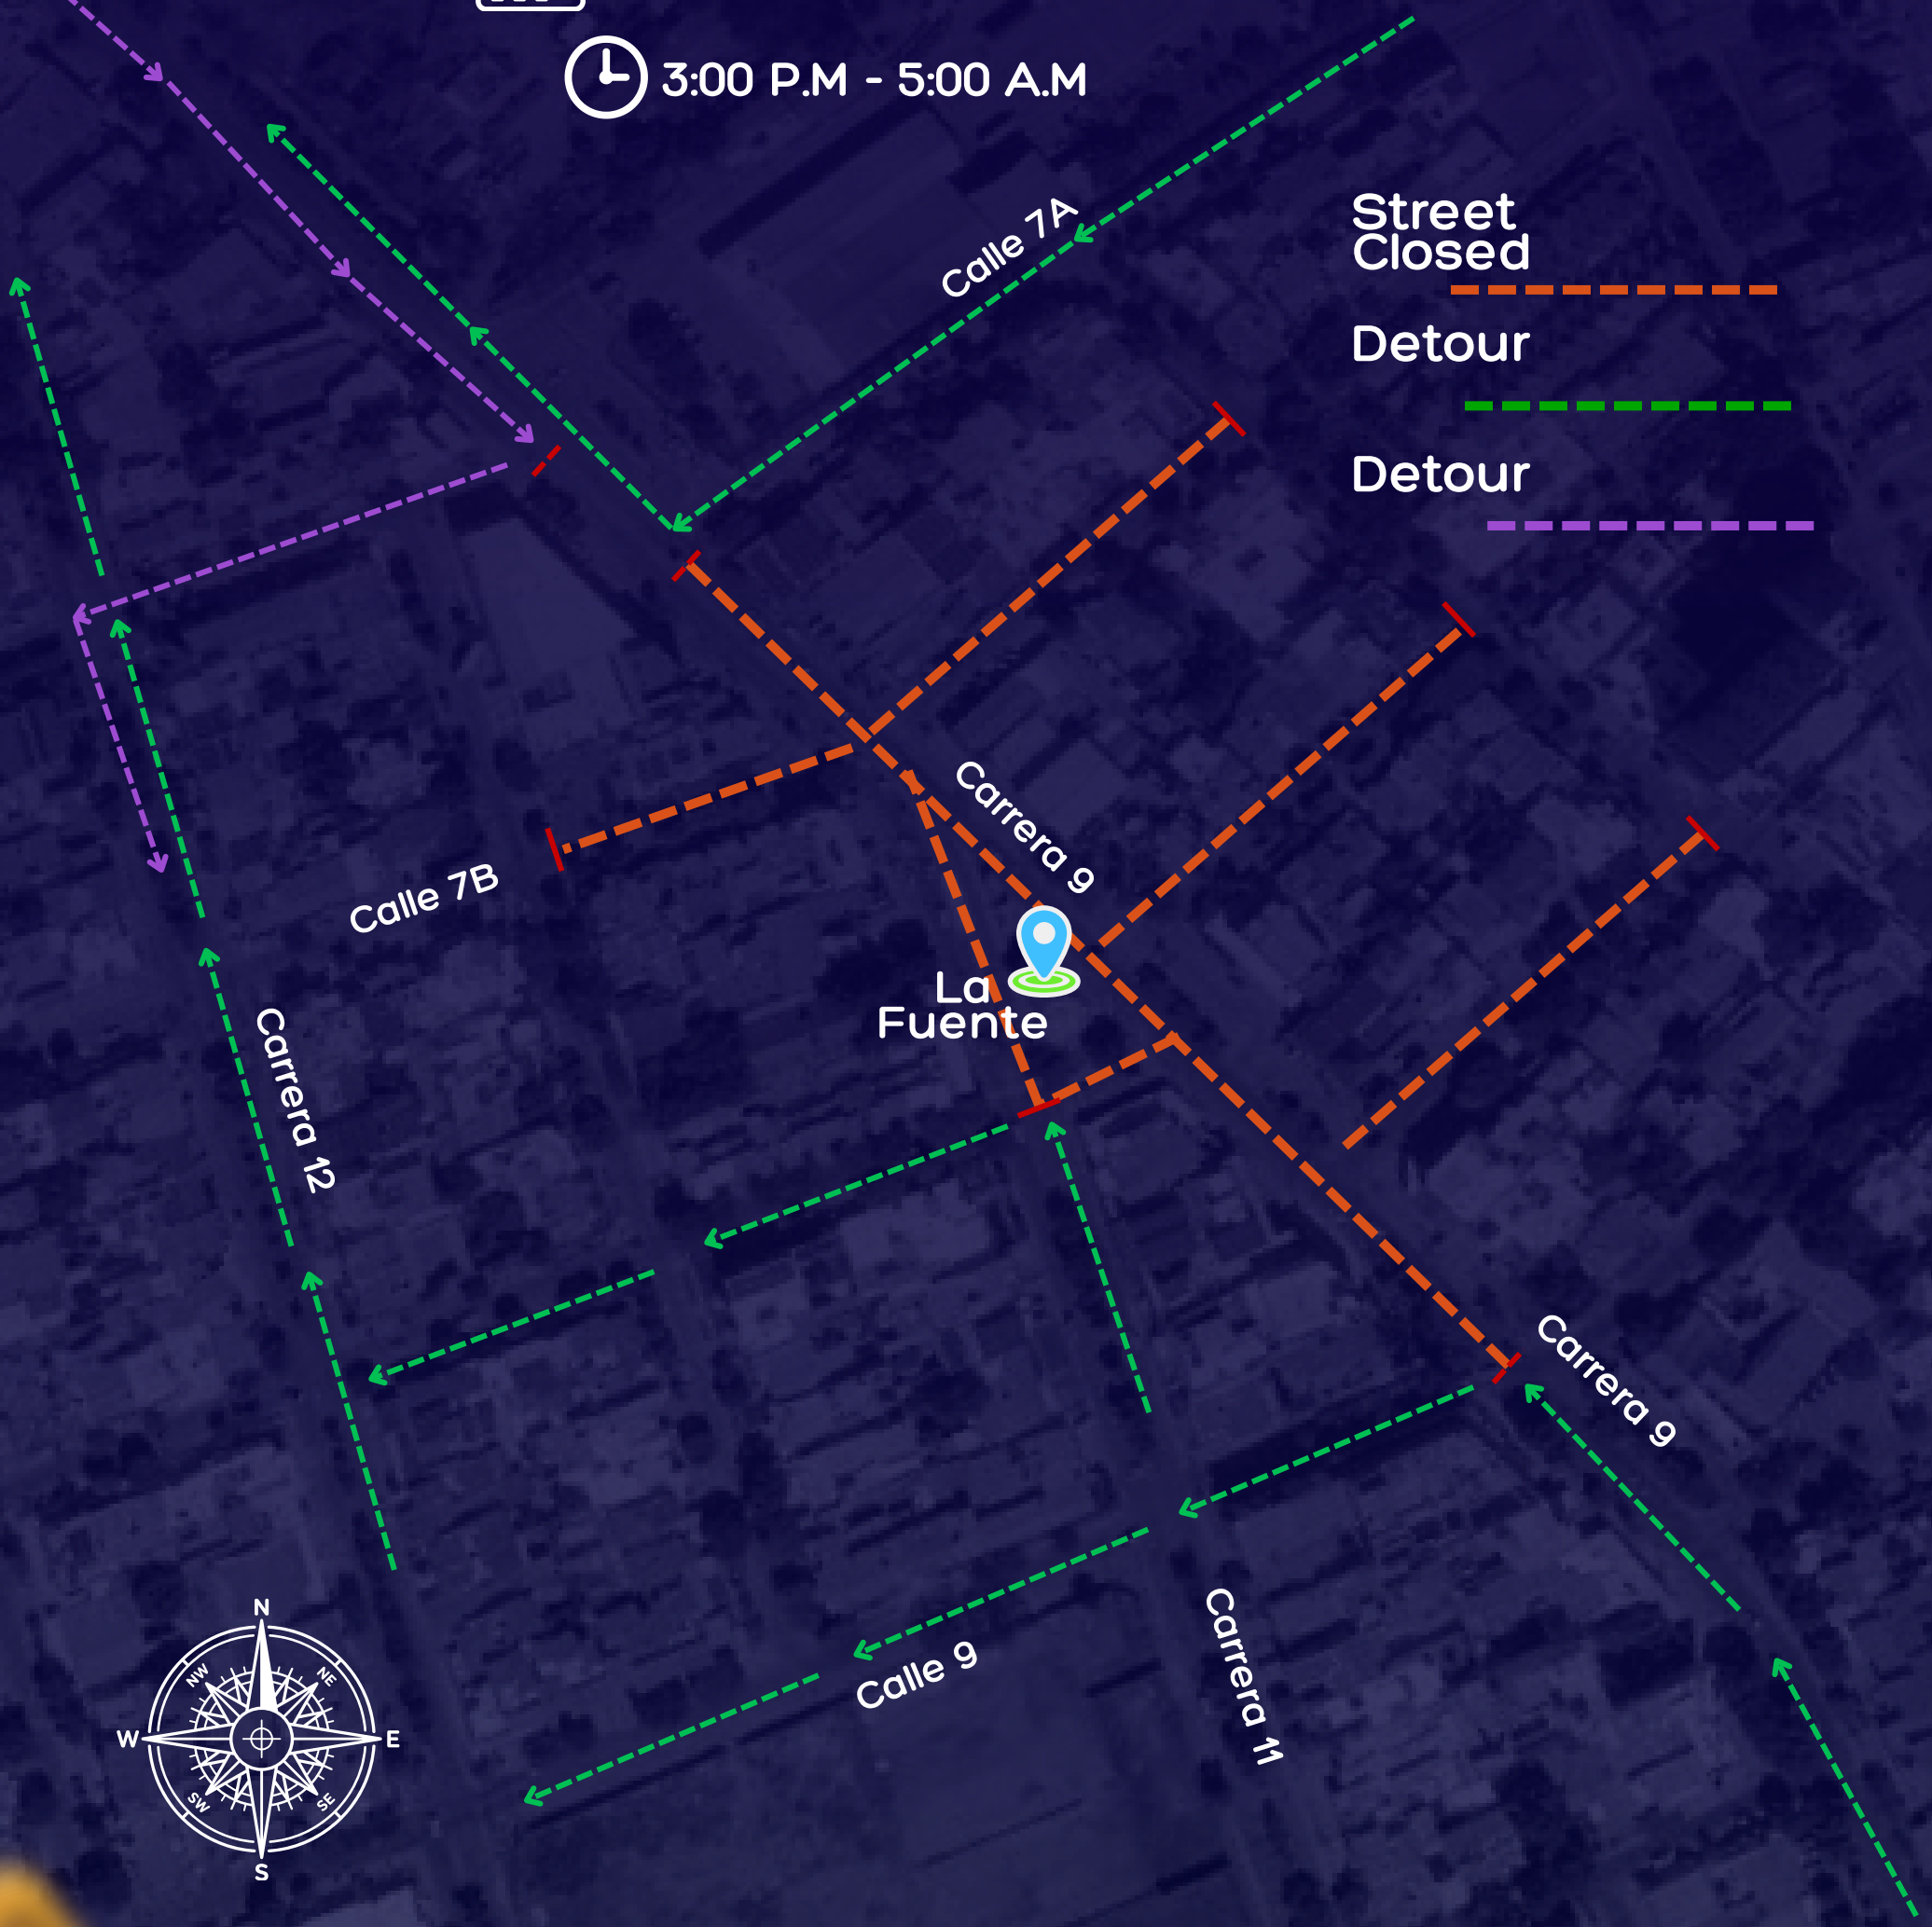 3:00 P.M - 5:00 A.M
Calle 7A
Street
Closed
Detour
Detour
Carrera 9
Calle 7B
La
Fuente
Carrera 12
Carrera 9
Calle 9
Carrera 11
N
NW
NE
W
E
SW
SE
S